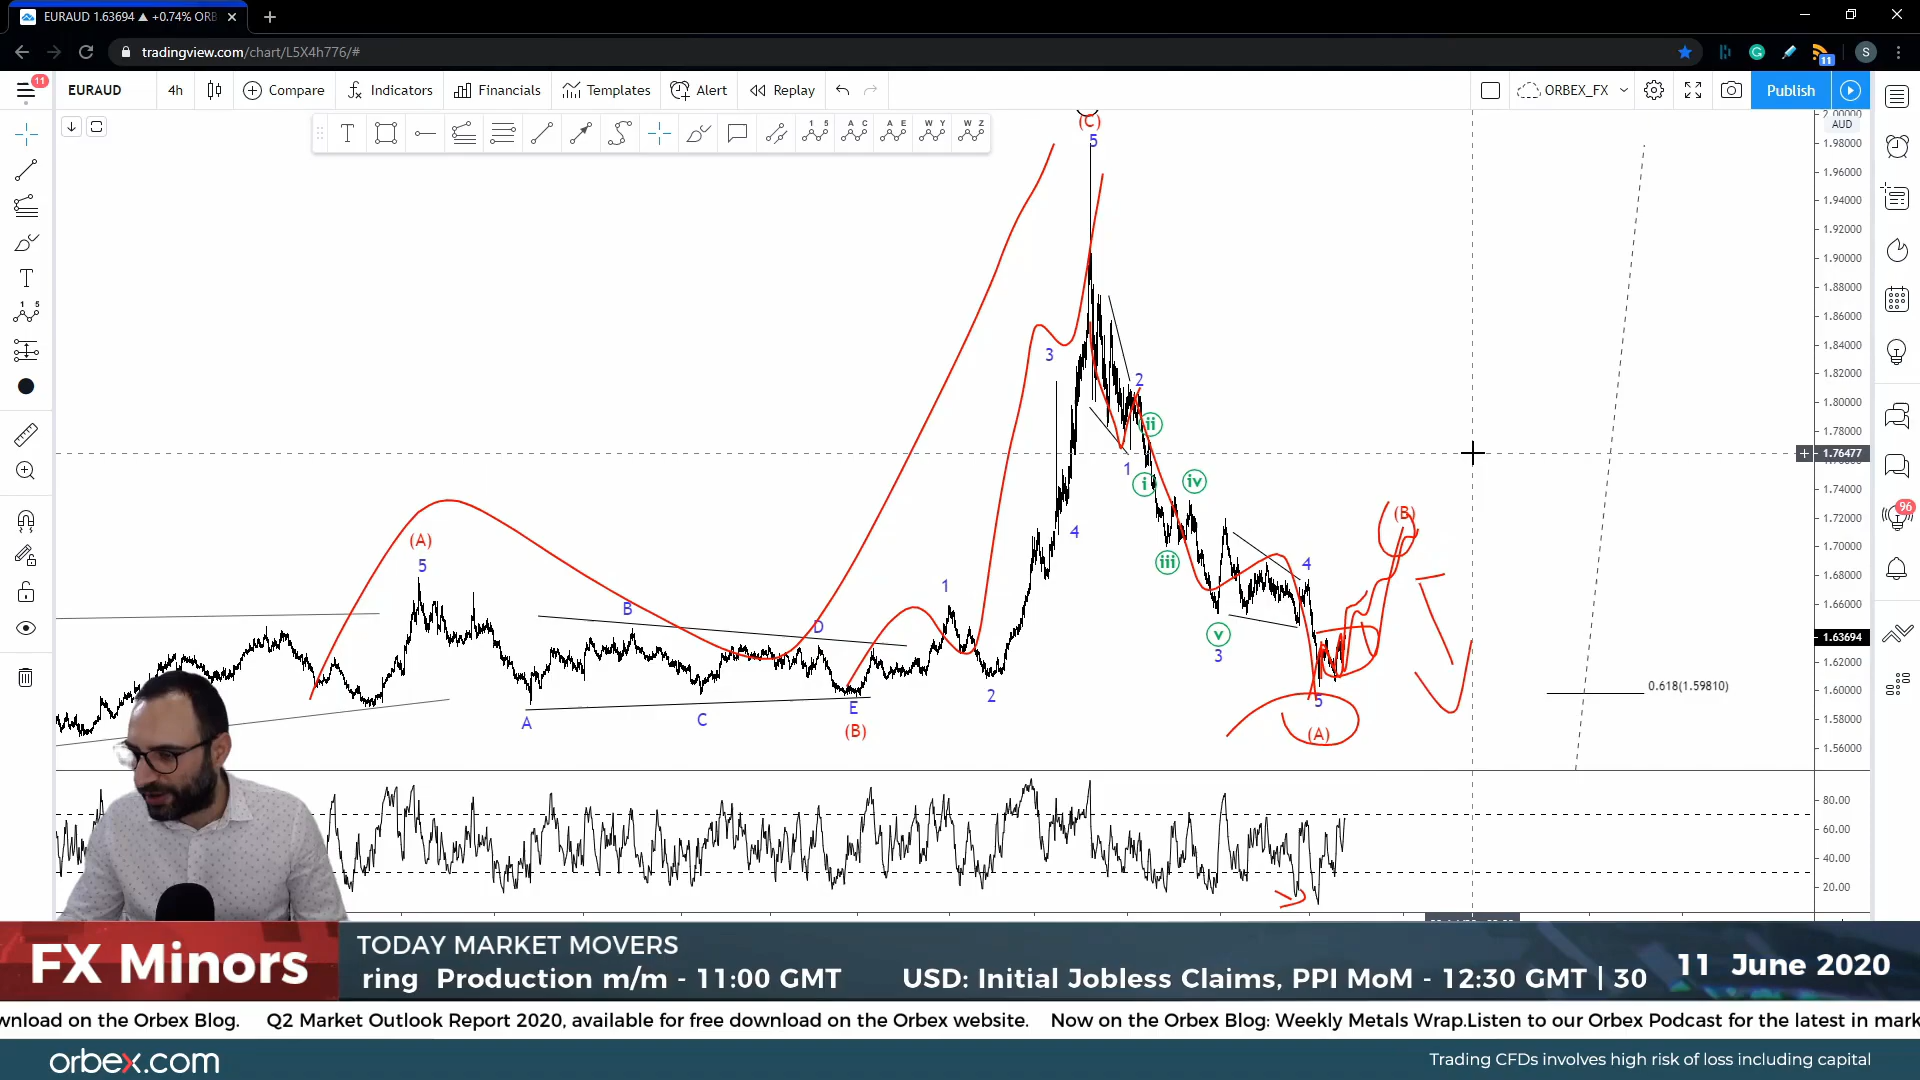 EURAUD 1.63694 ▲ +0.74% ORB
tradingview.com/chart/L5X4h776/#
11
S
11
EURAUD 4h Compare Indicators Financials Templates Alert Replay ORBEX_FX Publish
AUD
2.00000
1.98000
1.96000
1.94000
1.92000
1.90000
1.88000
1.86000
1.84000
1.82000
1.80000
1.78000
1.76477
1.74000
1.72000
1.70000
1.68000
1.66000
1.63694
1.62000
1.60000
1.58000
1.56000
80.00
60.00
40.00
20.00
96
(C)
5
3
2
ii
1
i
iv
4
iii
(B)
(A)
5
4
1
B
D
v
3
0.618(1.59810)
2
5
E
A
C
(B)
(A)
FX Minors
TODAY MARKET MOVERS
ring Production m/m - 11:00 GMT USD: Initial Jobless Claims, PPI MoM - 12:30 GMT | 30
11 June 2020
wnload on the Orbex Blog. Q2 Market Outlook Report 2020, available for free download on the Orbex website. Now on the Orbex Blog: Weekly Metals Wrap.Listen to our Orbex Podcast for the latest in mark
orbex.com
Trading CFDs involves high risk of loss including capital